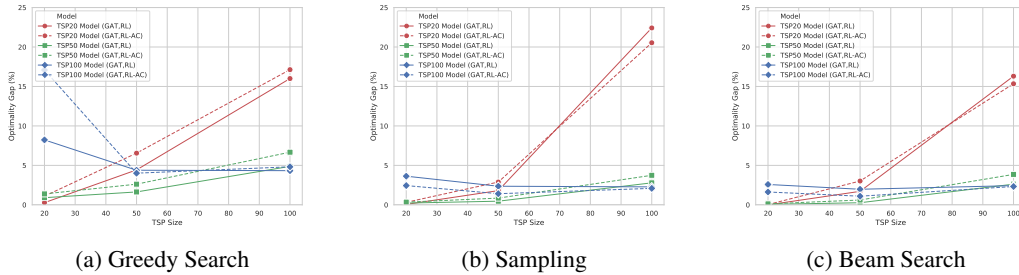 Model
TSP20 Model (GAT,RL)
TSP20 Model (GAT,RL-AC)
TSP50 Model (GAT,RL)
TSP50 Model (GAT,RL-AC)
TSP100 Model (GAT,RL)
TSP100 Model (GAT,RL-AC)
Optimality Gap (%)
25
20
15
10
5
0
20 30 40 50 60 70 80 90 100
TSP Size
(a) Greedy Search
Model
TSP20 Model (GAT,RL)
TSP20 Model (GAT,RL-AC)
TSP50 Model (GAT,RL)
TSP50 Model (GAT,RL-AC)
TSP100 Model (GAT,RL)
TSP100 Model (GAT,RL-AC)
Optimality Gap (%)
25
20
15
10
5
0
20 30 40 50 60 70 80 90 100
TSP Size
(b) Sampling
Model
TSP20 Model (GAT,RL)
TSP20 Model (GAT,RL-AC)
TSP50 Model (GAT,RL)
TSP50 Model (GAT,RL-AC)
TSP100 Model (GAT,RL)
TSP100 Model (GAT,RL-AC)
Optimality Gap (%)
25
20
15
10
5
0
20 30 40 50 60 70 80 90 100
TSP Size
(c) Beam Search